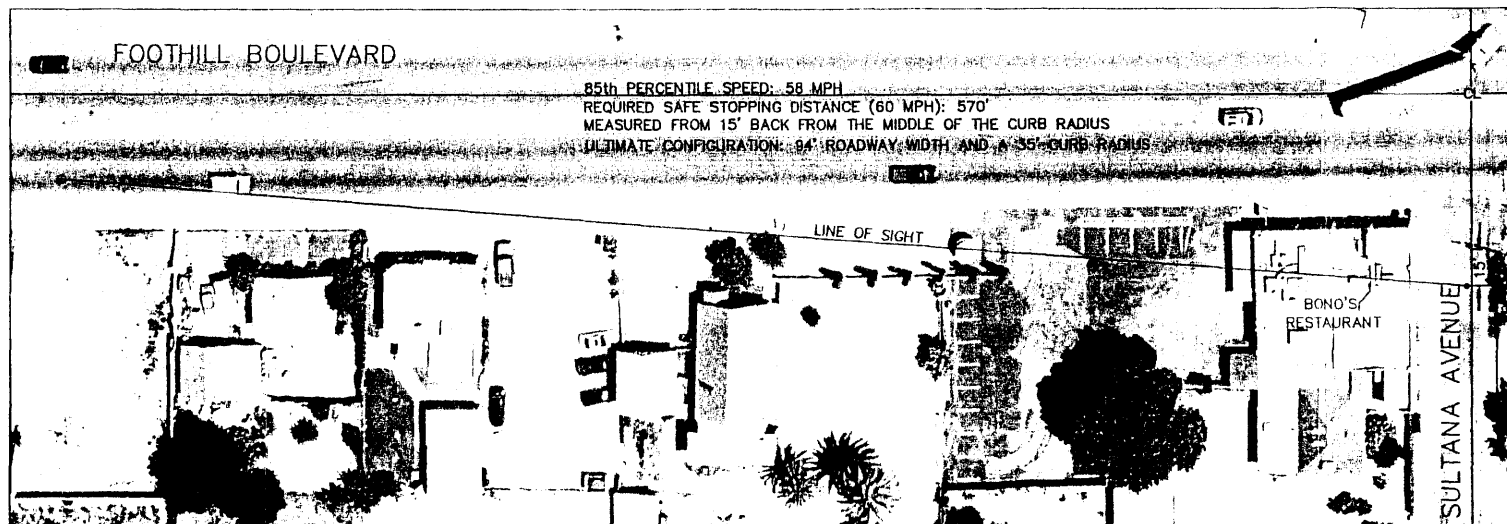 FOOTHILL BOULEVARD
85th PERCENTILE SPEED: 58 MPH
REQUIRED SAFE STOPPING DISTANCE (60 MPH): 570'
MEASURED FROM 15' BACK FROM THE MIDDLE OF THE CURB RADIUS
ULTIMATE CONFIGURATION: 94' ROADWAY WIDTH AND A 35' CURB RADIUS
CL
LINE OF SIGHT
15'
BONO'S
RESTAURANT
SULTANA AVENUE